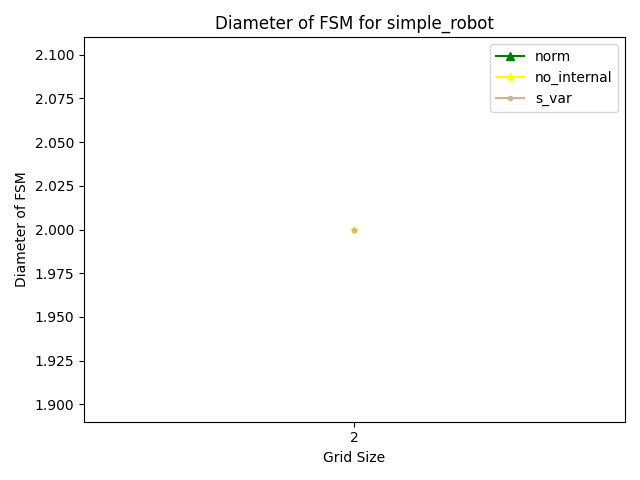 Diameter of FSM for simple_robot
norm
no_internal
s_var
Diameter of FSM
2.100
2.075
2.050
2.025
2.000
1.975
1.950
1.925
1.900
2
Grid Size